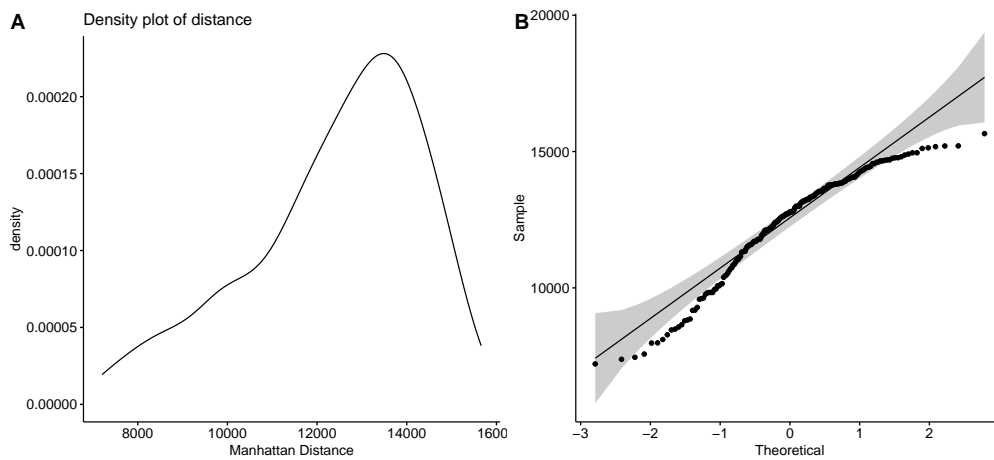 A
Density plot of distance
0.00020
0.00015
0.00010
0.00005
0.00000
density
8000 10000 12000 14000 1600
Manhattan Distance
B
20000
15000
10000
Sample
−3 −2 −1 0 1 2
Theoretical